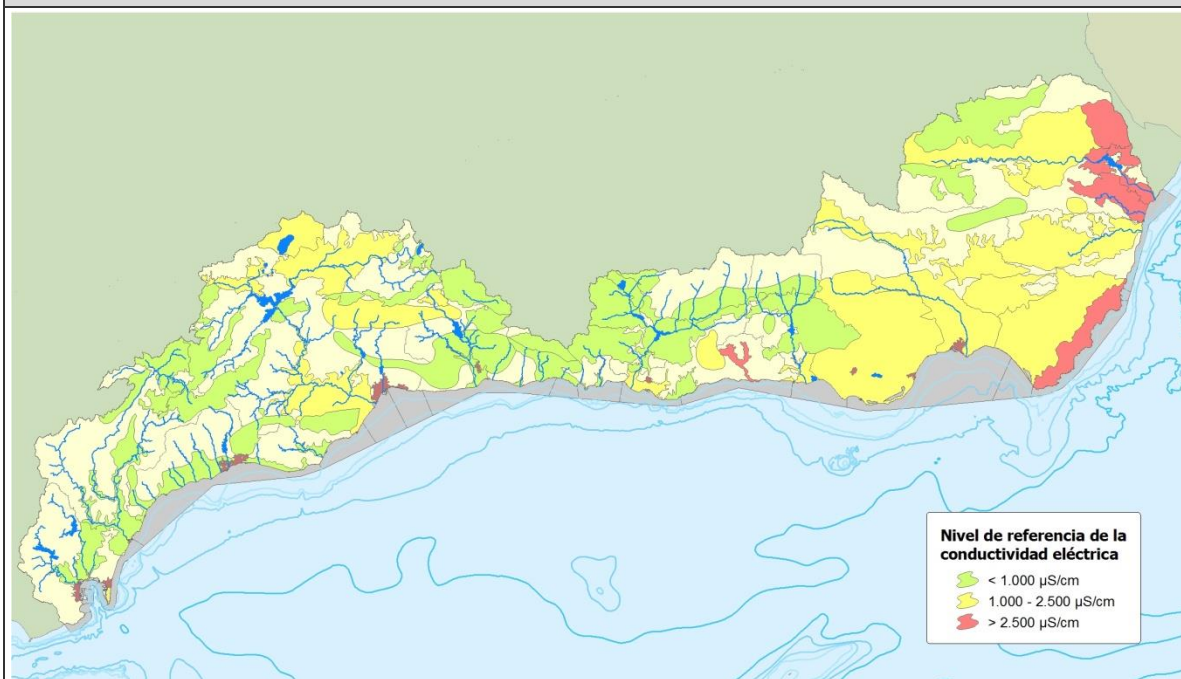 Nivel de referencia de la
conductividad eléctrica
< 1.000 µS/cm
1.000 - 2.500 µS/cm
> 2.500 µS/cm